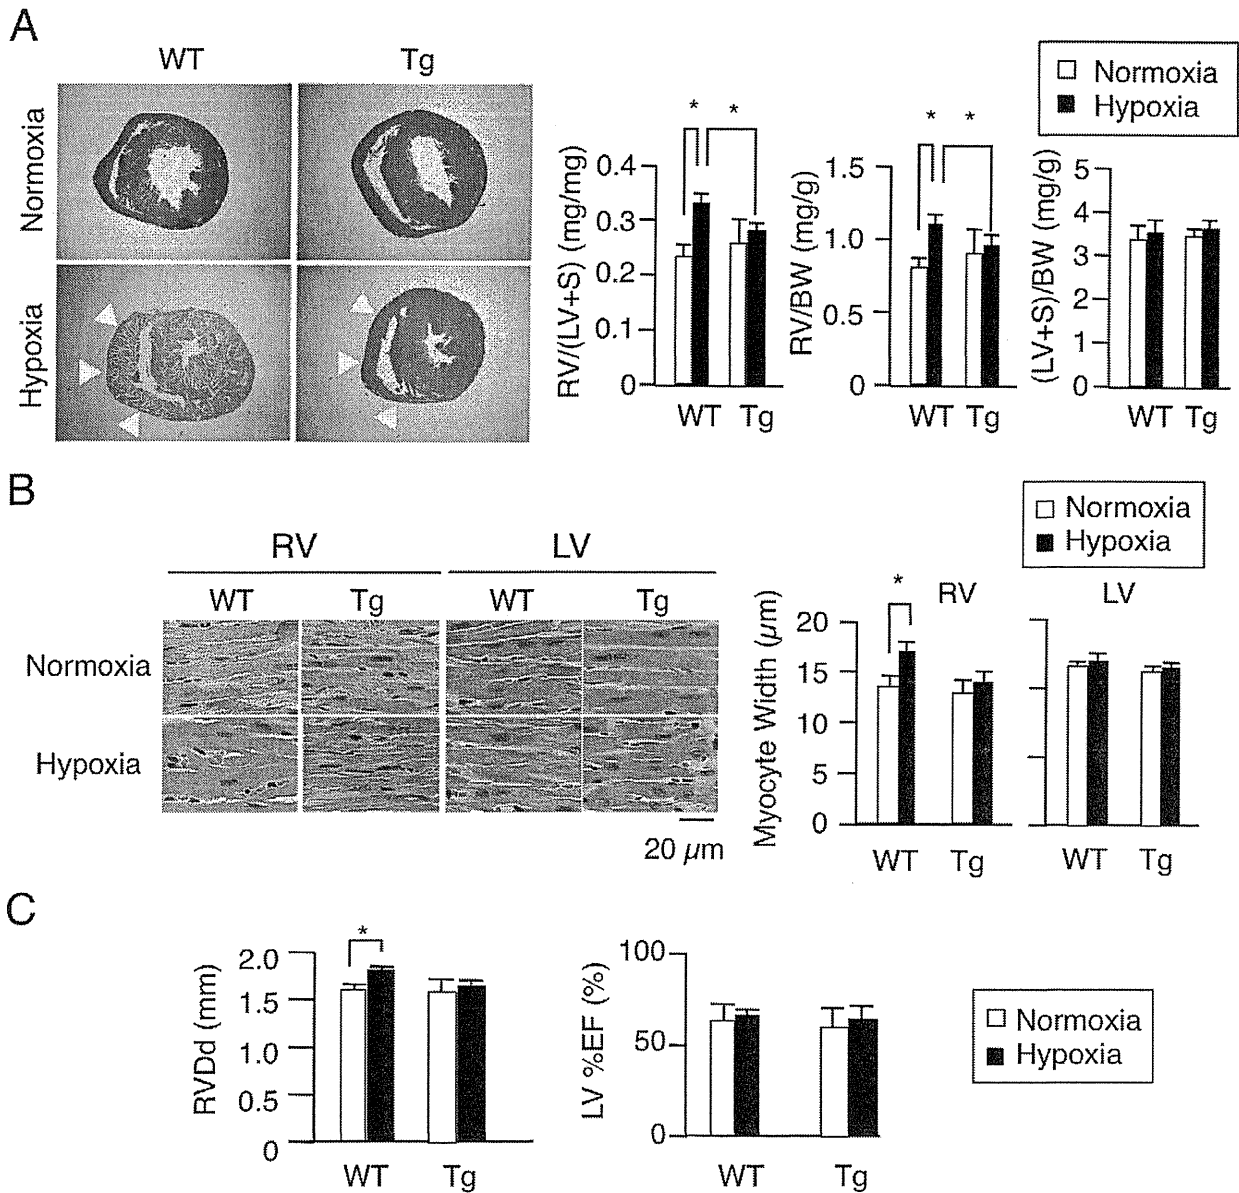 A
WT Tg
Normoxia
Hypoxia
RV/(LV+S) (mg/mg)
0.4
0.3
0.2
0.1
0
* *
WT Tg
RV/BW (mg/g)
1.5
1.0
0.5
0
* *
WT Tg
Normoxia
Hypoxia
(LV+S)/BW (mg/g)
5
4
3
2
1
0
WT Tg
B
RV LV
WT Tg WT Tg
Normoxia
Hypoxia
20 µm
Normoxia
Hypoxia
Myocyte Width (µm)
20
15
10
5
0
*
RV
WT Tg
LV
WT Tg
C
RVDd (mm)
2.0
1.5
1.0
0.5
0
*
WT Tg
LV %EF (%)
100
50
0
WT Tg
Normoxia
Hypoxia